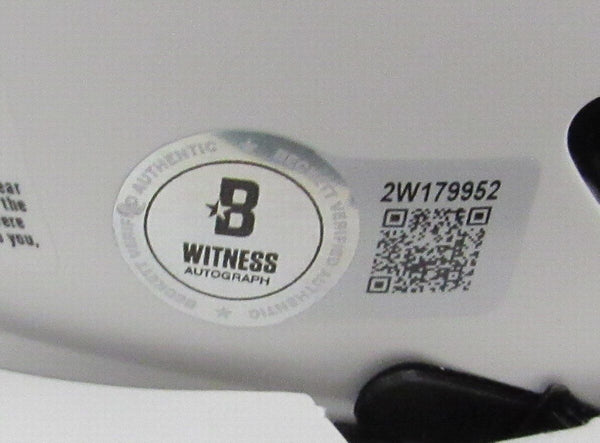 ear
the
ere
you,
BECKETT VERIFIED AUTHENTIC
BECKETT VERIFIED AUTHENTIC
B
WITNESS
AUTOGRAPH
2W179952